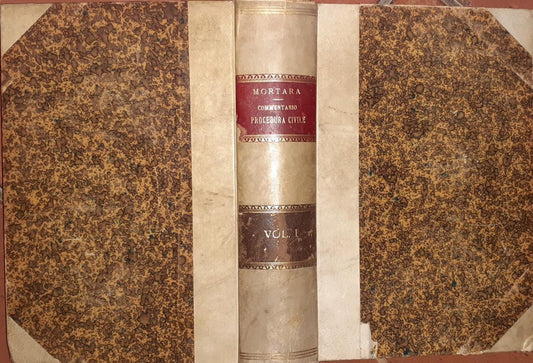 MORTARA
COMMENTARIO
PROCEDURA CIVILE
VOL. I